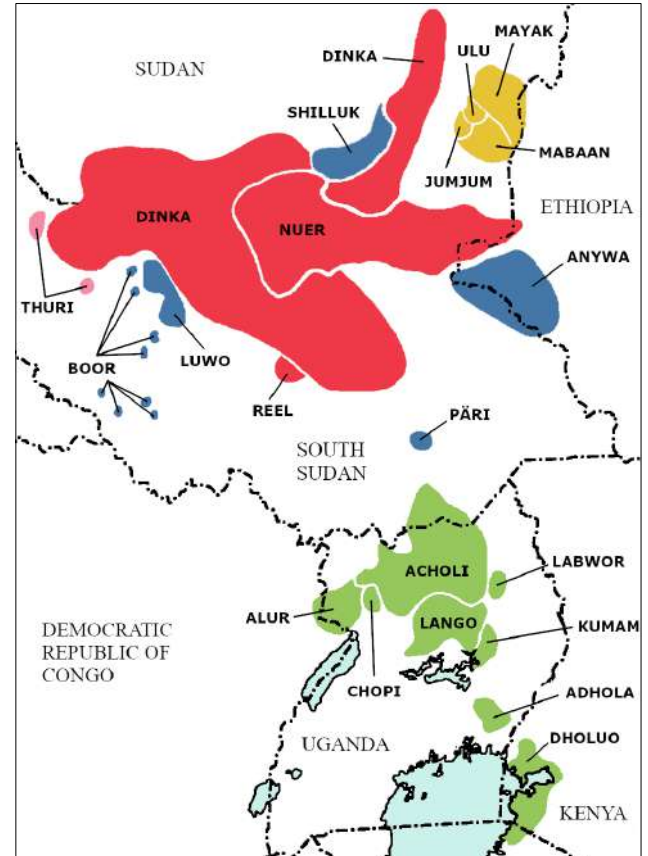 MAYAK
DINKA
ULU
SUDAN
SHILLUK
MABAAN
JUMJUM
ETHIOPIA
DINKA
NUER
ANYWA
THURI
LUWO
BOOR
REEL
PÄRI
SOUTH
SUDAN
LABWOR
ACHOLI
ALUR
LANGO
KUMAM
DEMOCRATIC
REPUBLIC OF
CONGO
CHOPI
ADHOLA
UGANDA
DHOLUO
KENYA